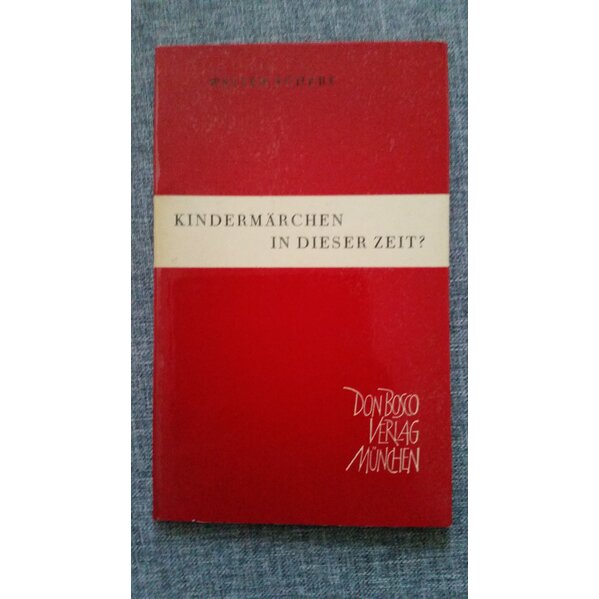 KINDERMÄRCHEN
IN DIESER ZEIT?
DON BOSCO
VERLAG
MÜNCHEN